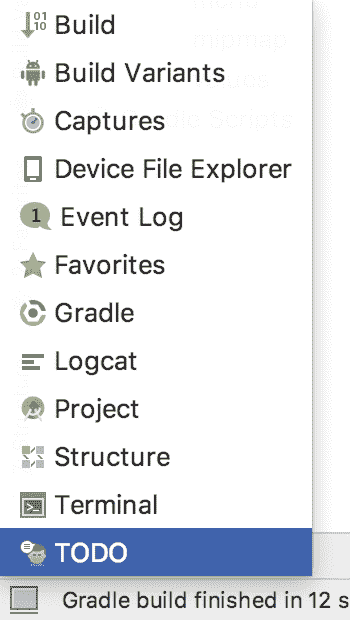 Build
Build Variants
Captures
Device File Explorer
1 Event Log
Favorites
Gradle
Logcat
Project
Structure
Terminal
TODO
Gradle build finished in 12 s